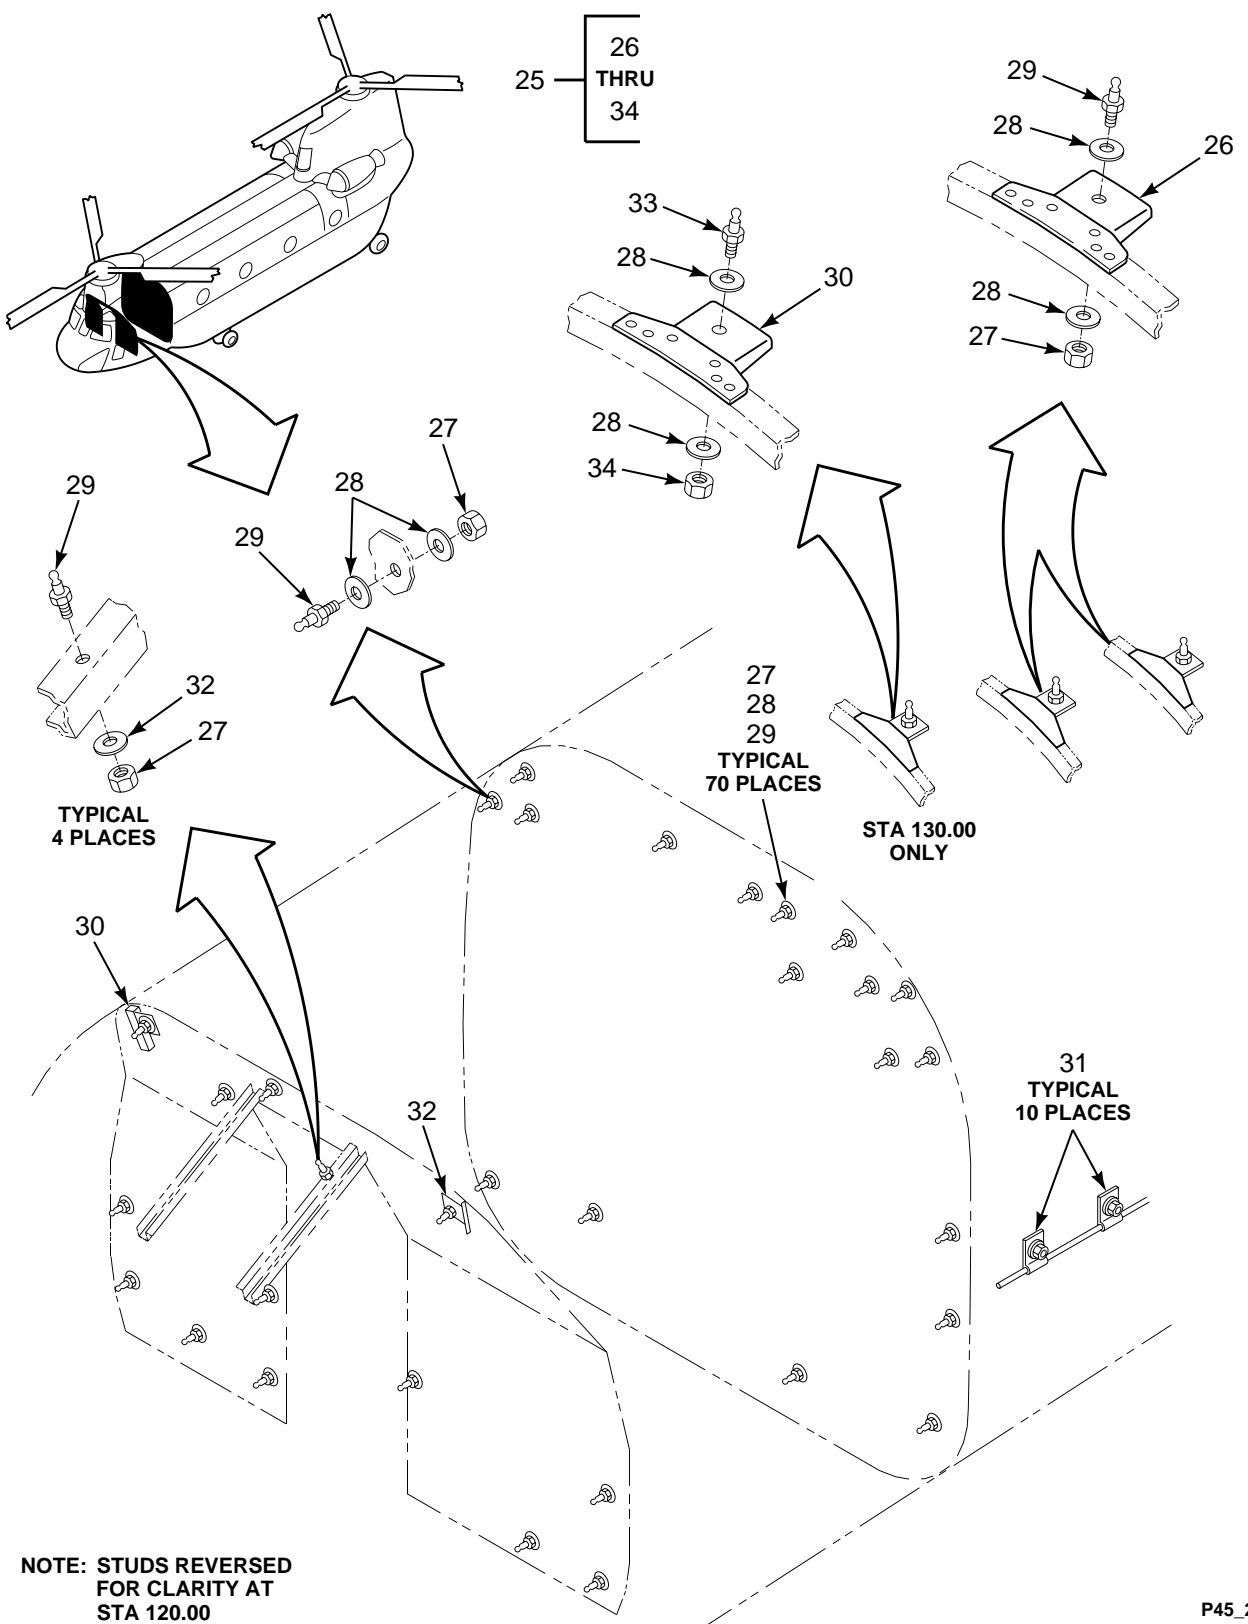 26
25
THRU
34
29
28
26
33
28
30
28
27
28
34
27
28
29
29
32
27
TYPICAL
4 PLACES
27
28
29
TYPICAL
70 PLACES
STA 130.00
ONLY
30
32
31
TYPICAL
10 PLACES
NOTE: STUDS REVERSED
FOR CLARITY AT
STA 120.00